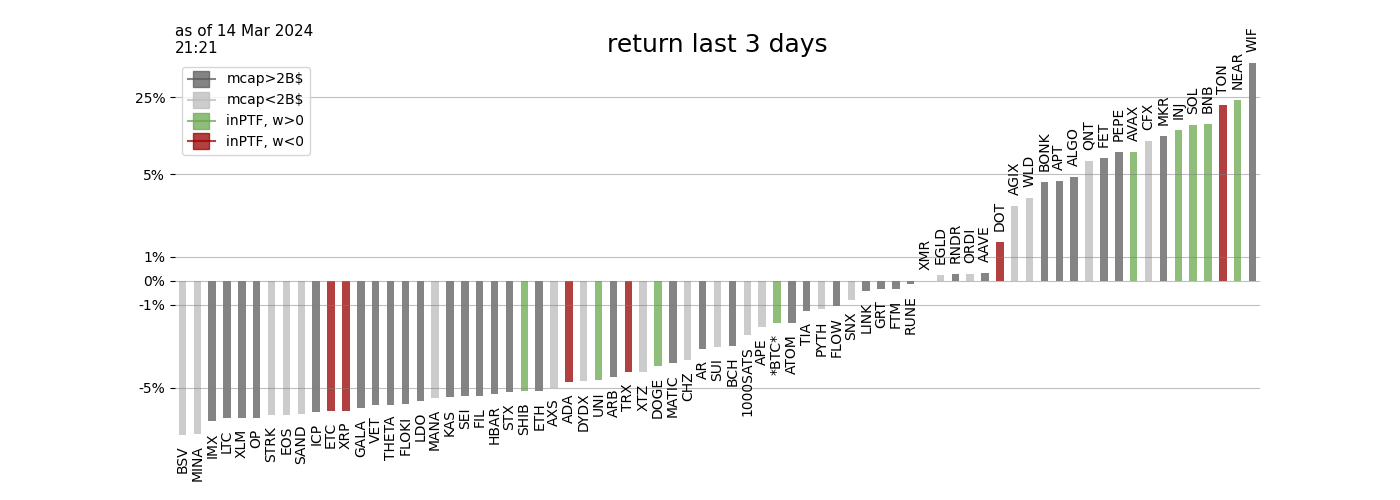 as of 14 Mar 2024
21:21
return last 3 days
mcap>2B$
mcap<2B$
inPTF, w>0
inPTF, w<0
25%
5%
1%
0%
-1%
-5%
BSV
MINA
IMX
LTC
XLM
OP
STRK
EOS
SAND
ICP
ETC
XRP
GALA
VET
THETA
FLOKI
LDO
MANA
KAS
SEI
FIL
HBAR
STX
SHIB
ETH
AXS
ADA
DYDX
UNI
ARB
TRX
XTZ
DOGE
MATIC
CHZ
AR
SUI
BCH
1000SATS
APE
*BTC*
ATOM
TIA
PYTH
FLOW
SNX
LINK
GRT
FTM
RUNE
XMR
EGLD
RNDR
ORDI
AAVE
DOT
AGIX
WLD
BONK
APT
ALGO
QNT
FET
PEPE
AVAX
CFX
MKR
INJ
SOL
BNB
TON
NEAR
WIF